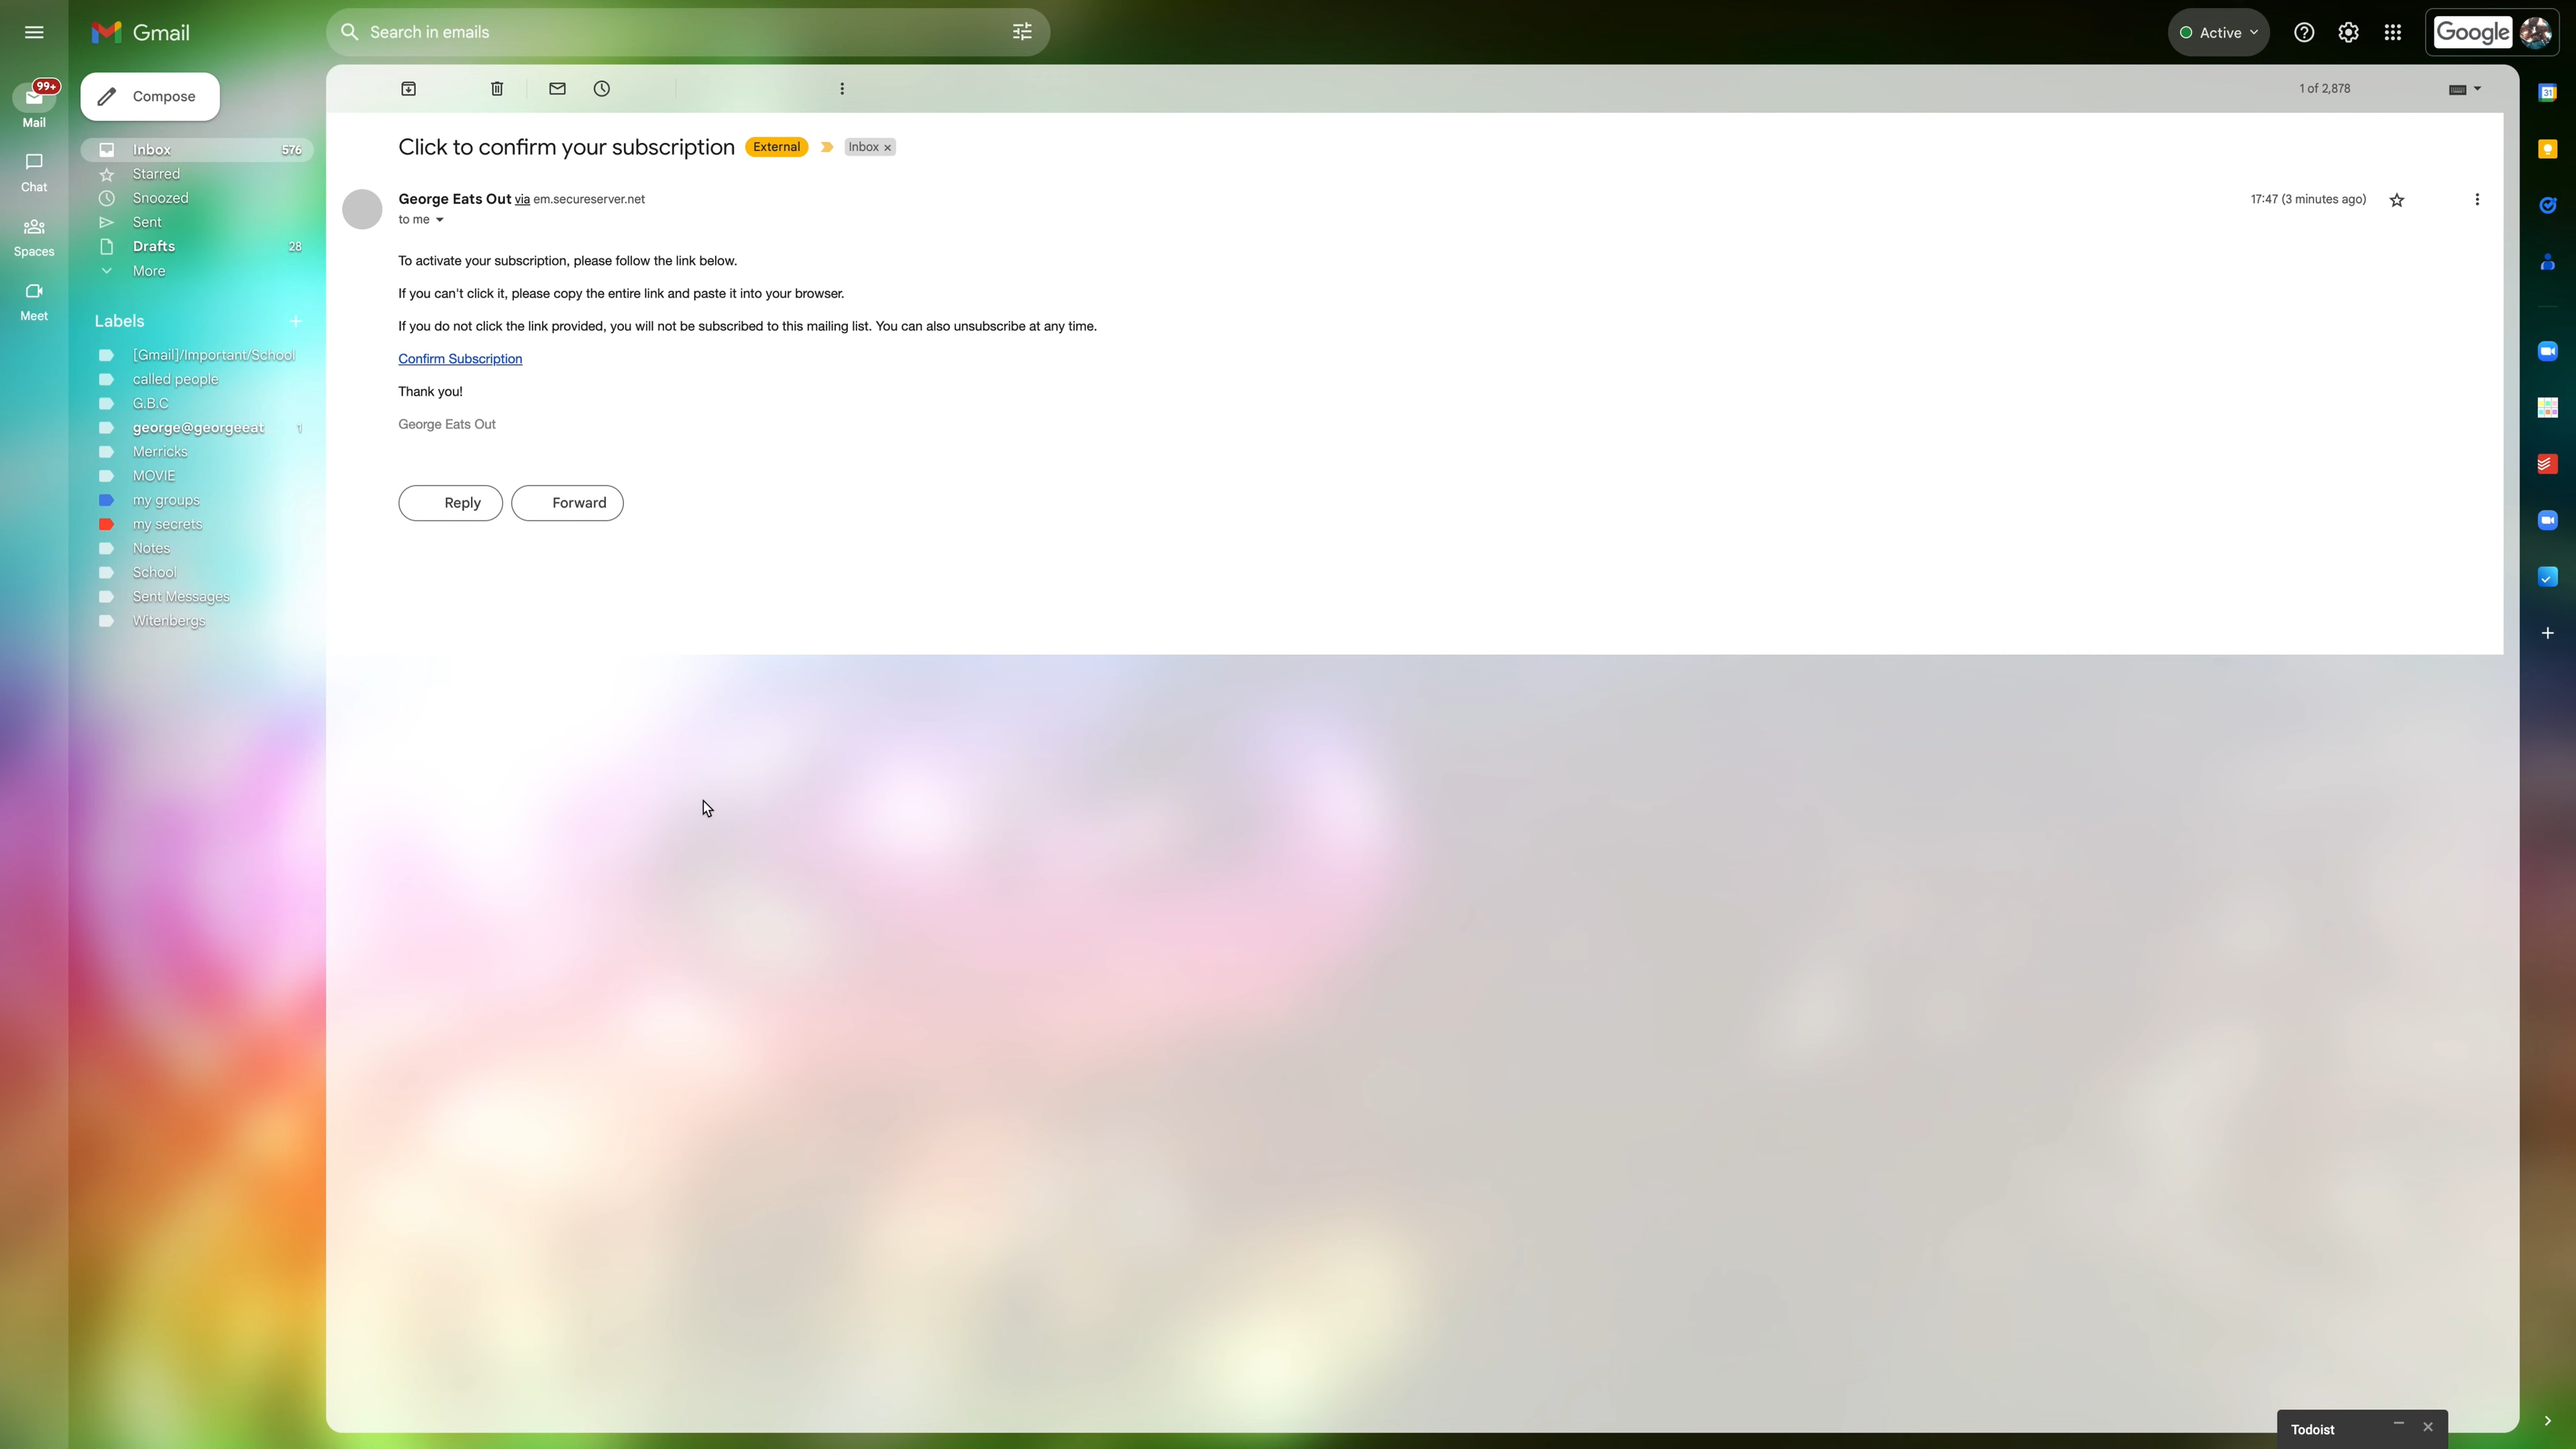 Gmail
Search in emails
Active
Google
99+
Mail
Compose
1 of 2,878
Chat
Spaces
Meet
Inbox 576
Starred
Snoozed
Sent
Drafts 28
More
Labels
[Gmail]/Important/School
called people
G.B.C
george@georgeeat 1
Merricks
MOVIE
my groups
my secrets
Notes
School
Sent Messages
Witenbergs
Click to confirm your subscription External Inbox ×
George Eats Out via em.secureserver.net 17:47 (3 minutes ago)
to me
To activate your subscription, please follow the link below.
If you can't click it, please copy the entire link and paste it into your browser.
If you do not click the link provided, you will not be subscribed to this mailing list. You can also unsubscribe at any time.
Confirm Subscription
Thank you!
George Eats Out
Reply Forward
31
Todoist